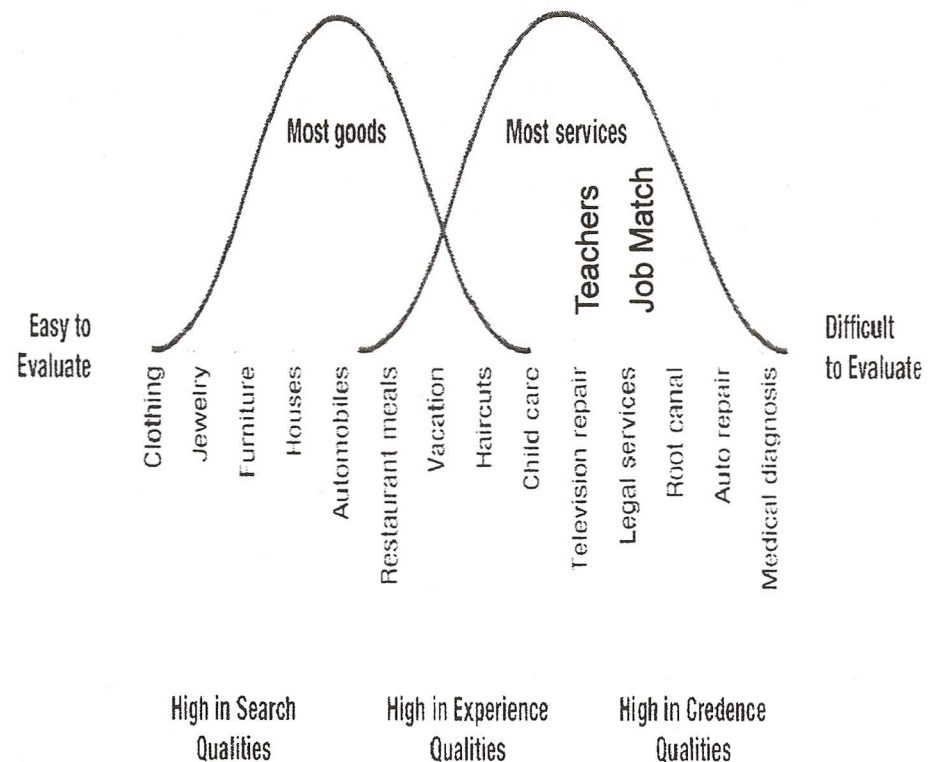 Most goods
Most services
Teachers
Job Match
Easy to
Evaluate
Difficult
to Evaluate
Clothing
Jewelry
Furniture
Houses
Automobiles
Restaurant meals
Vacation
Haircuts
Child care
Television repair
Legal services
Root canal
Auto repair
Medical diagnosis
High in Search
Qualities
High in Experience
Qualities
High in Credence
Qualities